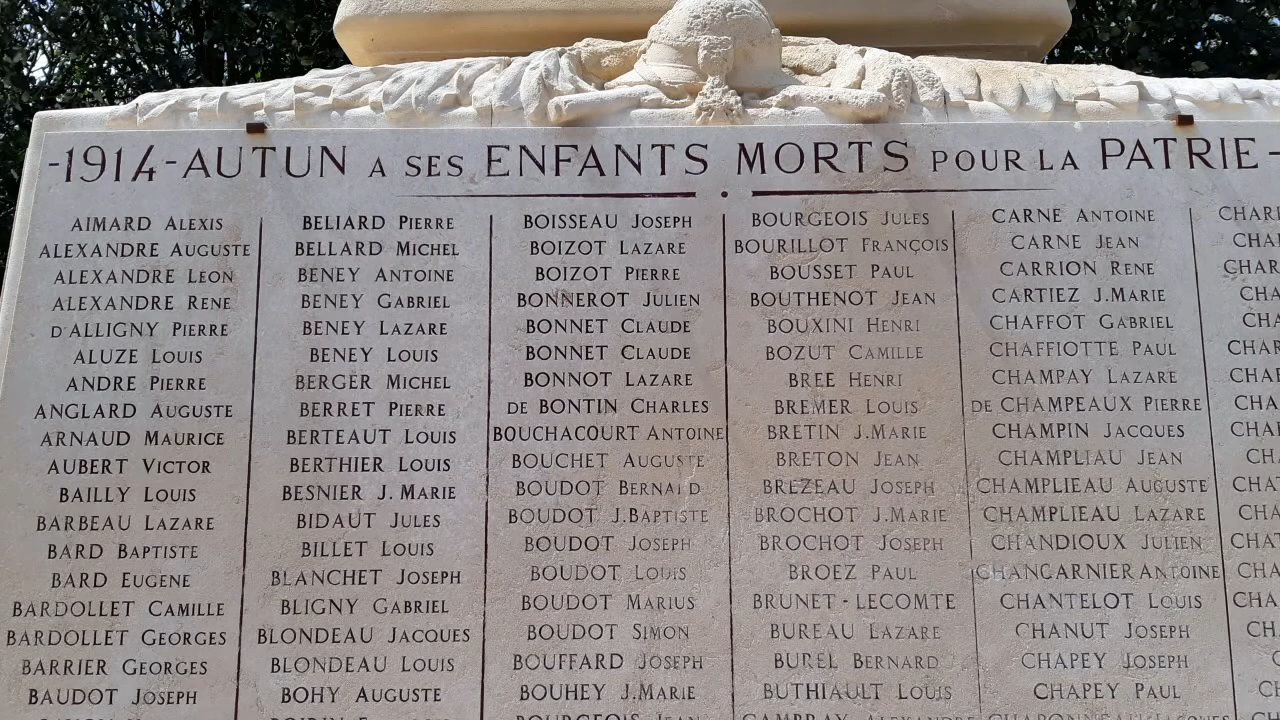 -1914-AUTUN A SES ENFANTS MORTS POUR LA PATRIE-
AIMARD ALEXIS
ALEXANDRE AUGUSTE
ALEXANDRE LEON
ALEXANDRE RENE
D'ALLIGNY PIERRE
ALUZE LOUIS
ANDRE PIERRE
ANGLARD AUGUSTE
ARNAUD MAURICE
AUBERT VICTOR
BAILLY LOUIS
BARBEAU LAZARE
BARD BAPTISTE
BARD EUGENE
BARDOLLET CAMILLE
BARDOLLET GEORGES
BARRIER GEORGES
BAUDOT JOSEPH
BELIARD PIERRE
BELLARD MICHEL
BENEY ANTOINE
BENEY GABRIEL
BENEY LAZARE
BENEY LOUIS
BERGER MICHEL
BERRET PIERRE
BERTEAUT LOUIS
BERTHIER LOUIS
BESNIER J. MARIE
BIDAUT JULES
BILLET LOUIS
BLANCHET JOSEPH
BLIGNY GABRIEL
BLONDEAU JACQUES
BLONDEAU LOUIS
BOHY AUGUSTE
BOISSEAU JOSEPH
BOIZOT LAZARE
BOIZOT PIERRE
BONNEROT JULIEN
BONNET CLAUDE
BONNET CLAUDE
BONNOT LAZARE
DE BONTIN CHARLES
BOUCHACOURT ANTOINE
BOUCHET AUGUSTE
BOUDOT BERNARD
BOUDOT J.BAPTISTE
BOUDOT JOSEPH
BOUDOT LOUIS
BOUDOT MARIUS
BOUDOT SIMON
BOUFFARD JOSEPH
BOUHEY J.MARIE
BOURGEOIS JEAN
BOURGEOIS JULES
BOURILLOT FRANÇOIS
BOUSSET PAUL
BOUTHENOT JEAN
BOUXINI HENRI
BOZUT CAMILLE
BREE HENRI
BREMER LOUIS
BRETIN J.MARIE
BRETON JEAN
BREZEAU JOSEPH
BROCHOT J.MARIE
BROCHOT JOSEPH
BROEZ PAUL
BRUNET-LECOMTE
BUREAU LAZARE
BUREL BERNARD
BUTHIAULT LOUIS
CAMBRAY ALEXANDRE
CARNE ANTOINE
CARNE JEAN
CARRION RENE
CARTIEZ J.MARIE
CHAFFOT GABRIEL
CHAFFIOTTE PAUL
CHAMPAY LAZARE
DE CHAMPEAUX PIERRE
CHAMPIN JACQUES
CHAMPLIAU JEAN
CHAMPLIEAU AUGUSTE
CHAMPLIEAU LAZARE
CHANDIOUX JULIEN
CHANGARNIER ANTOINE
CHANTELOT LOUIS
CHANUT JOSEPH
CHAPEY JOSEPH
CHAPEY PAUL